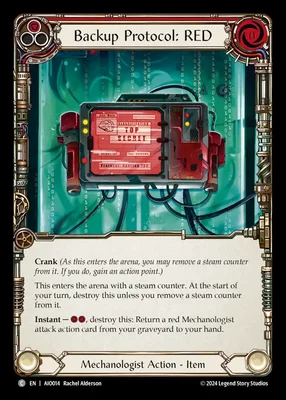 Backup Protocol: RED
TOP
SECRET
Crank (As this enters the arena, you may remove a steam counter
from it. If you do, gain an action point.)
This enters the arena with a steam counter. At the start of
your turn, destroy this unless you remove a steam counter
from it.
Instant — , destroy this: Return a red Mechanologist
attack action card from your graveyard to your hand.
Mechanologist Action - Item
C EN | AIO014 Rachel Alderson
© 2024 Legend Story Studios